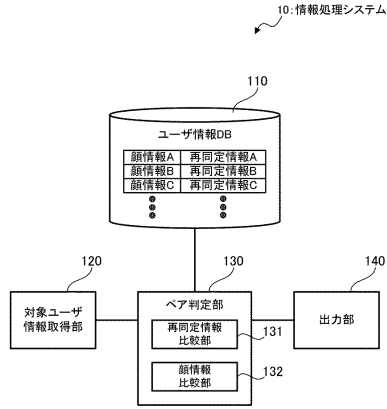 10:情報処理システム
110
ユーザ情報DB
顔情報A 再同定情報A
顔情報B 再同定情報B
顔情報C 再同定情報C
120
130
140
対象ユーザ
情報取得部
ペア判定部
再同定情報
比較部
131
顔情報
比較部
132
出力部